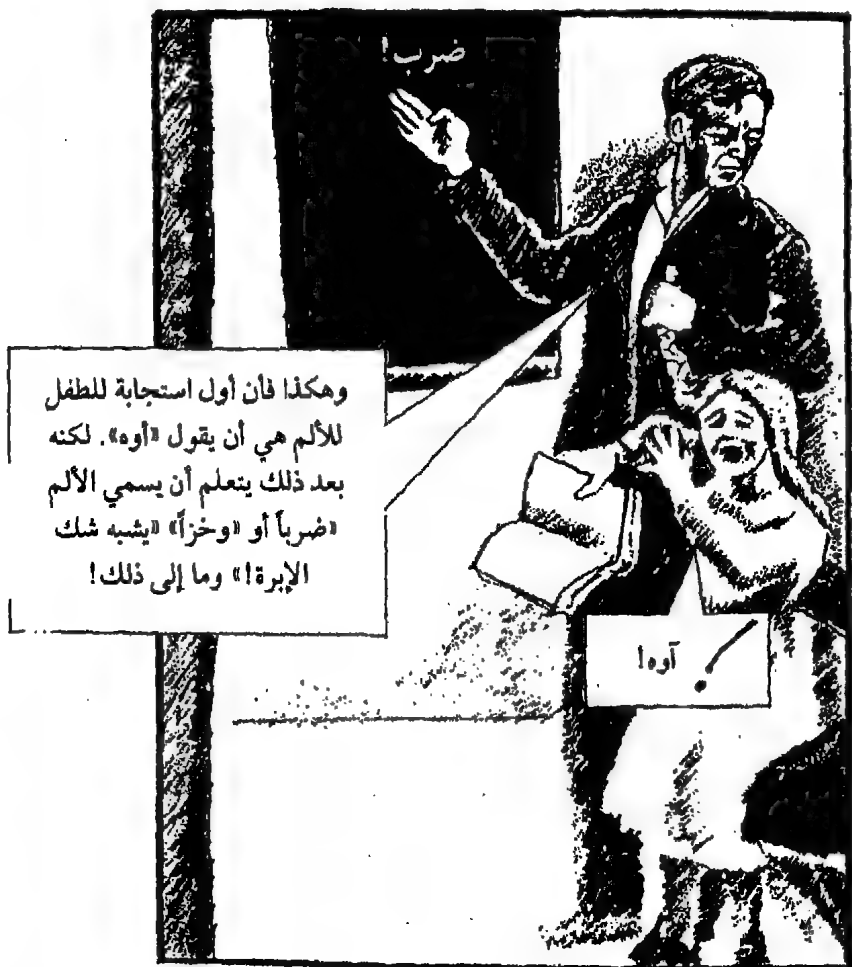 ضرب!
وهكذا فأن أول استجابة للطفل
للألم هي أن يقول «أوه». لكنه
بعد ذلك يتعلم أن يسمي الألم
«ضرباً أو «وخزاً» «يشبه شك
الإبرة!» وما إلى ذلك!
آوه!